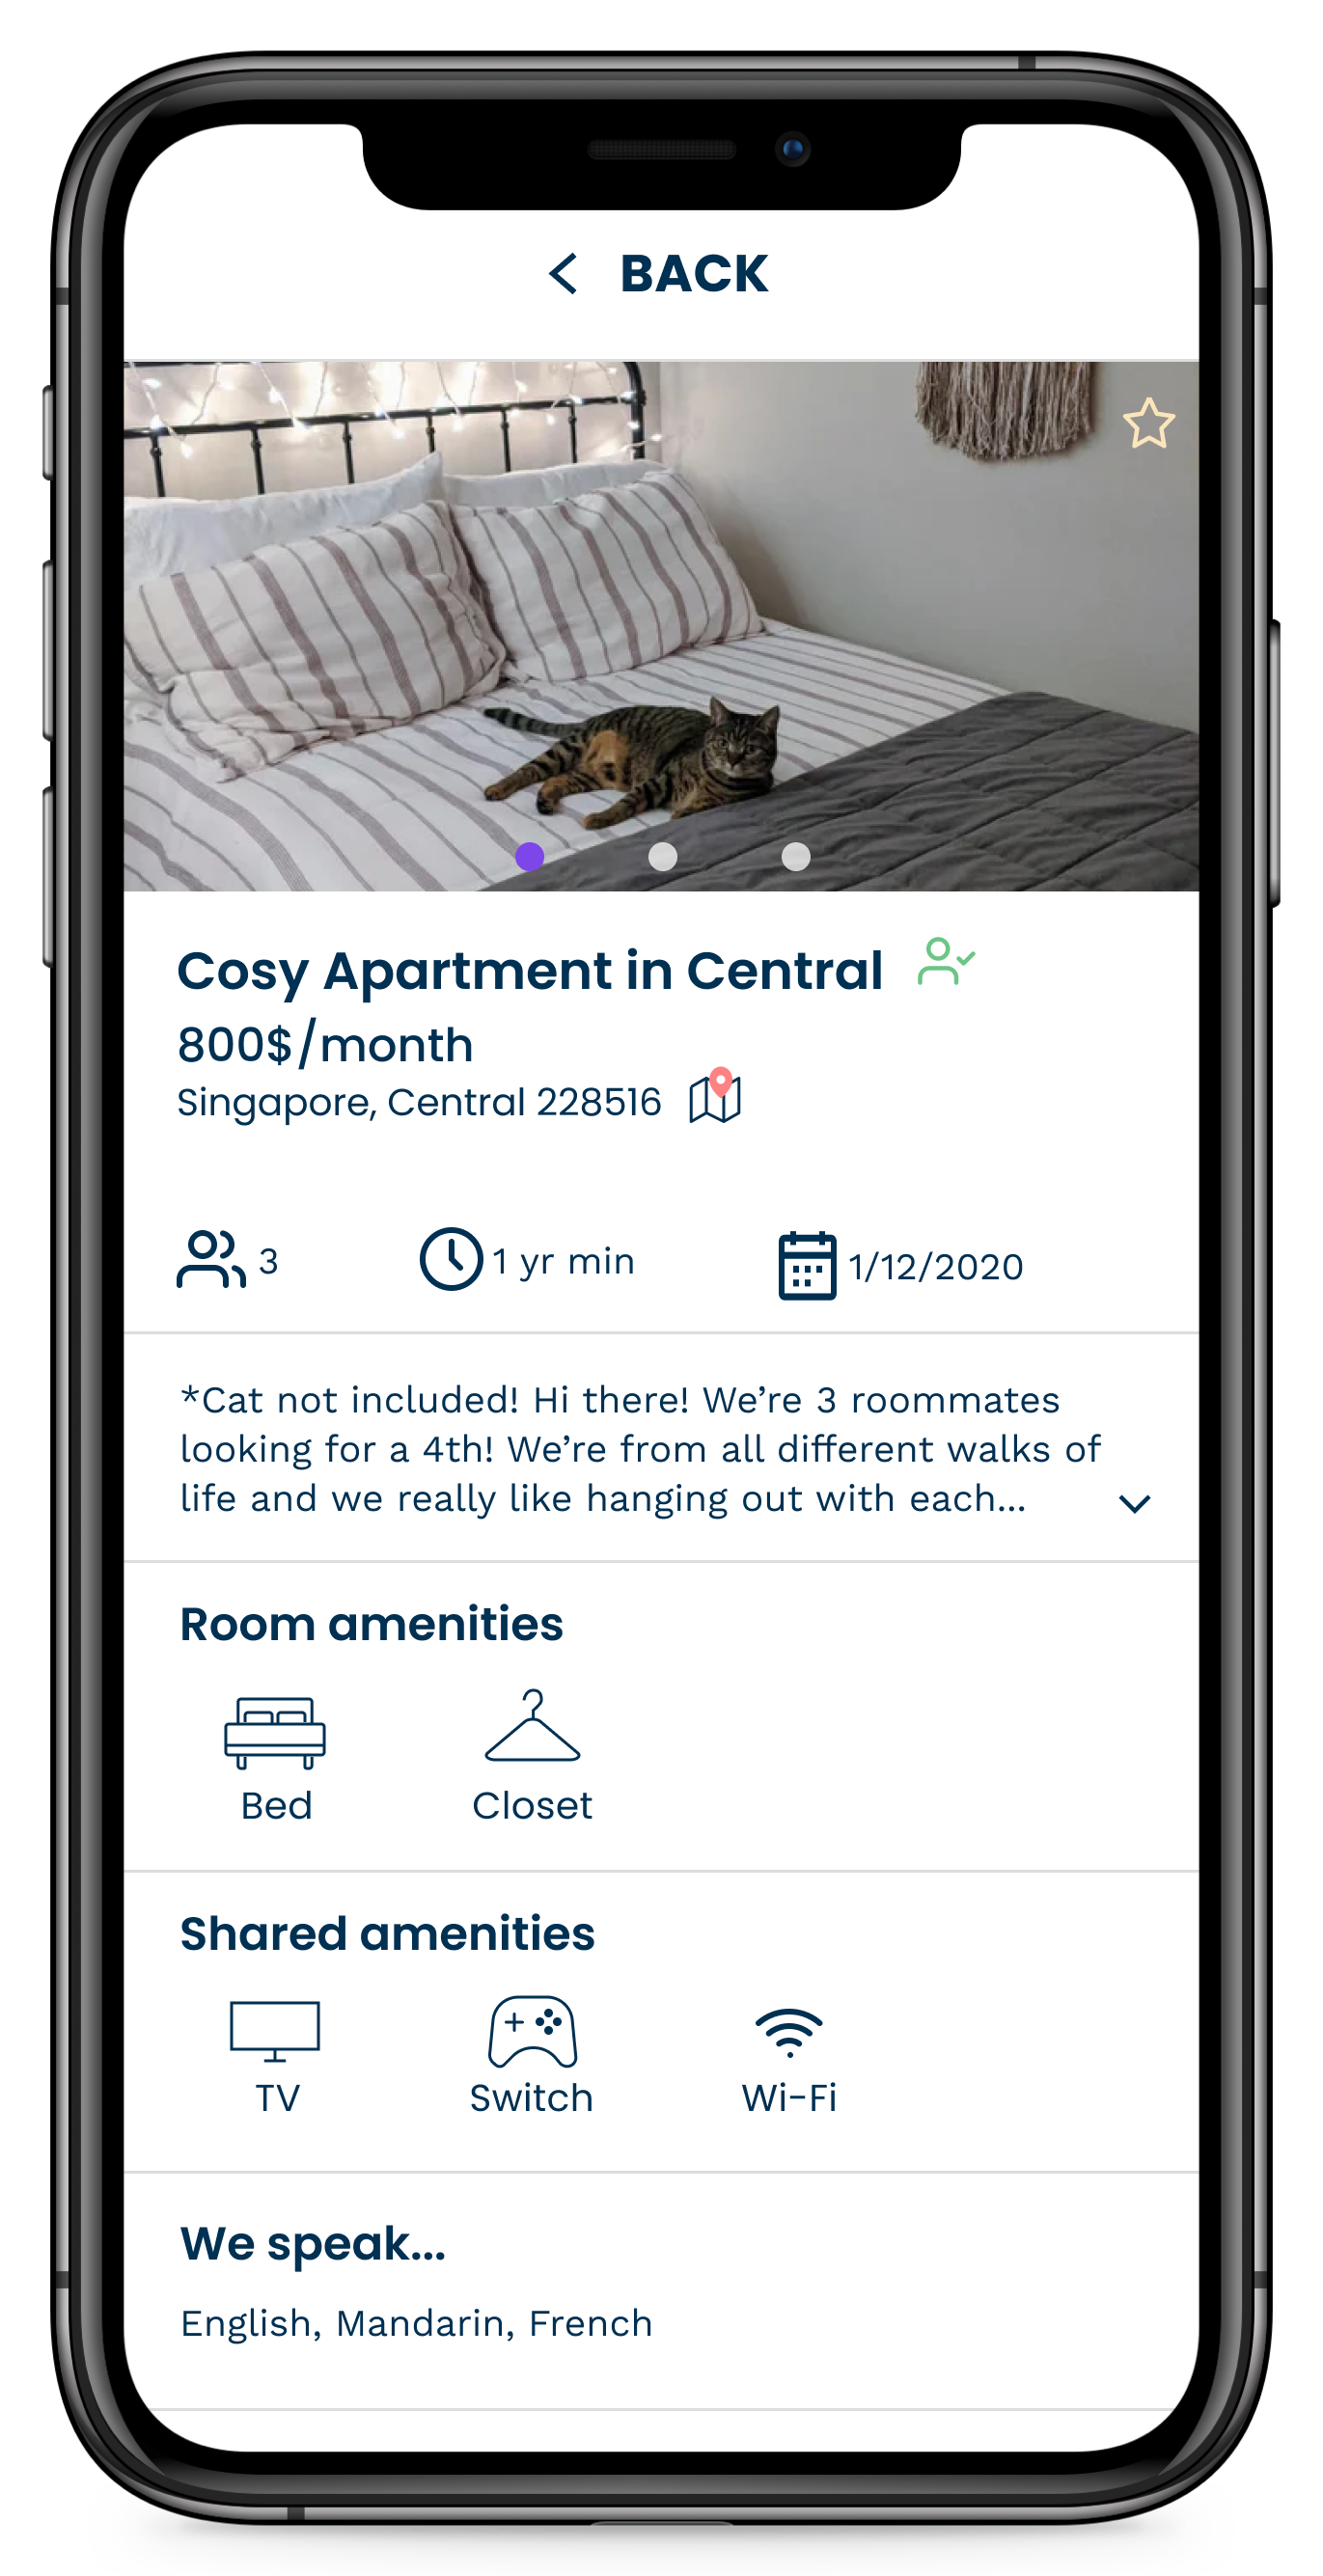 BACK
Cosy Apartment in Central
800$/month
Singapore, Central 228516
3
1 yr min
1/12/2020
*Cat not included! Hi there! We’re 3 roommates
looking for a 4th! We’re from all different walks of
life and we really like hanging out with each...
Room amenities
Bed
Closet
Shared amenities
TV
Switch
Wi-Fi
We speak...
English, Mandarin, French